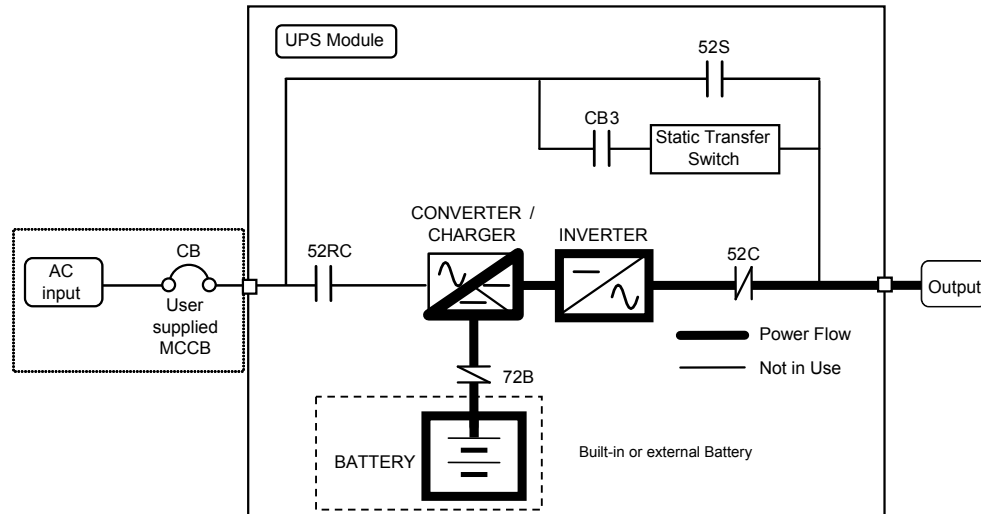 UPS Module
52S
CB3
Static Transfer
Switch
CONVERTER /
CHARGER
INVERTER
CB
52RC
52C
AC
input
User
supplied
MCCB
Output
Power Flow
Not in Use
72B
BATTERY
Built-in or external Battery